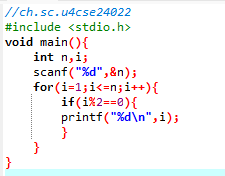 //ch.sc.u4cse24022
#include <stdio.h>
void main(){
    int n,i;
    scanf("%d",&n);
    for(i=1;i<=n;i++){
        if(i%2==0){
        printf("%d\n",i);
        }
    }
}